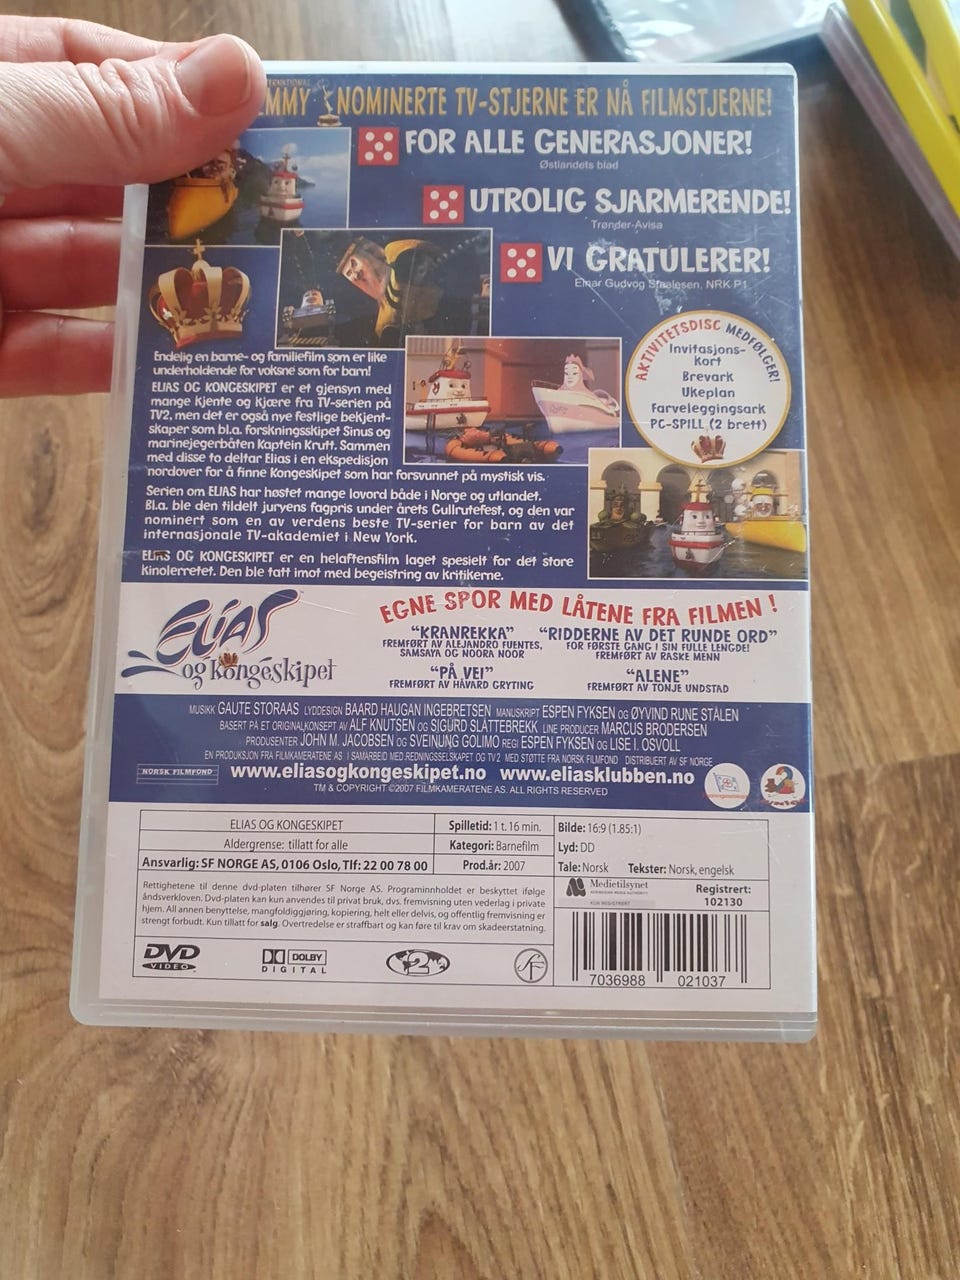 MMY NOMINERTE TV-STJERNE ER NÅ FILMSTJERNE!
FOR ALLE GENERASJONER!
Østlandets blad
UTROLIG SJARMERENDE!
Trønder-Avisa
VI GRATULERER!
Einar Gudvog Staalesen, NRK P1
AKTIVITETSDISC MEDFØLGER!
Invitasjons-
kort
Brevark
Ukeplan
Farveleggingsark
PC-SPILL (2 brett)
Endelig en barne- og familiefilm som er like
underholdende for voksne som for barn!
ELIAS OG KONGESKIPET er et gjensyn med
mange kjente og kjære fra TV-serien på
TV2, men det er også nye festlige bekjent-
skaper som bl.a. forskningsskipet Sinus og
marinejegerbåten Kaptein Krutt. Sammen
med disse to deltar Elias i en ekspedisjon
nordover for å finne Kongeskipet som har forsvunnet på mystisk vis.
Serien om ELIAS har høstet mange lovord både i Norge og utlandet.
Bl.a. ble den tildelt juryens fagpris under årets Gullrutefest, og den var
nominert som en av verdens beste TV-serier for barn av det
internasjonale TV-akademiet i New York.
ELIAS OG KONGESKIPET er en helaftensfilm laget spesielt for det store
kinolerretet. Den ble tatt imot med begeistring av kritikerne.
ELIAS
og kongeskipet
EGNE SPOR MED LÅTENE FRA FILMEN !
"KRANREKKA"
FREMFØRT AV ALEJANDRO FUENTES,
SAMSAYA OG NOORA NOOR
"RIDDERNE AV DET RUNDE ORD"
FOR FØRSTE GANG I SIN FULLE LENGDE!
FREMFØRT AV RASKE MENN
"PÅ VEI"
FREMFØRT AV HÅVARD GRYTING
"ALENE"
FREMFØRT AV TONJE UNDSTAD
MUSIKK GAUTE STORAAS LYDDESIGN BAARD HAUGAN INGEBRETSEN MANUSKRIPT ESPEN FYKSEN OG ØYVIND RUNE STÅLEN
BASERT PÅ ET ORIGINALKONSEPT AV ALF KNUTSEN OG SIGURD SLÅTTEBREKK LINE PRODUCER MARCUS BRODERSEN
PRODUSENTER JOHN M. JACOBSEN OG SVEINUNG GOLIMO REGI ESPEN FYKSEN OG LISE I. OSVOLL
EN PRODUKSJON FRA FILMKAMERATENE AS I SAMARBEID MED REDNINGSSELSKAPET OG TV2 MED STØTTE FRA NORSK FILMFOND DISTRIBUERT AV SF NORGE
NORSK FILMFOND www.eliasogkongeskipet.no www.eliasklubben.no
TM & COPYRIGHT ©2007 FILMKAMERATENE AS. ALL RIGHTS RESERVED
ELIAS OG KONGESKIPET
Aldergrense: tillatt for alle
Ansvarlig: SF NORGE AS, 0106 Oslo, Tlf: 22 00 78 00
Spilletid: 1 t. 16 min.
Kategori: Barnefilm
Prod.år: 2007
Bilde: 16:9 (1.85:1)
Lyd: DD
Tale: Norsk Tekster: Norsk, engelsk
Rettighetene til denne dvd-platen tilhører SF Norge AS. Programinnholdet er beskyttet ifølge
åndsverkloven. Dvd-platen kan kun anvendes til privat bruk, dvs. fremvisning uten vederlag i private
hjem. All annen benyttelse, mangfoldiggjøring, kopiering, helt eller delvis, og offentlig fremvisning er
strengt forbudt. Kun tillatt for salg. Overtredelse er straffbart og kan føre til krav om skadeerstatning.
Medietilsynet
NORWEGIAN MEDIA AUTHORITY
KUN REGISTRERT
Registrert:
102130
DVD
VIDEO
DOLBY
DIGITAL
2
SF
7036988 021037